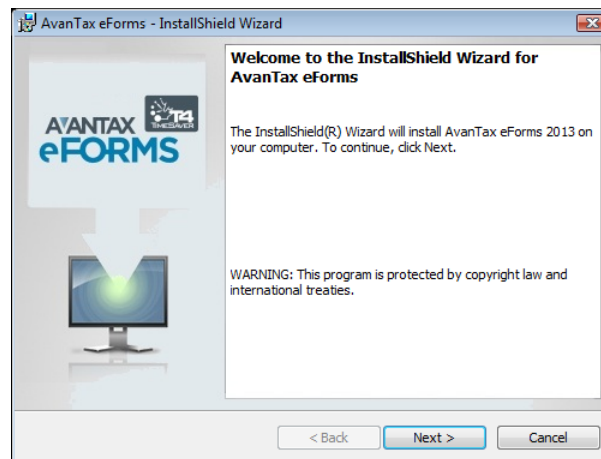 AvanTax eForms - InstallShield Wizard
Welcome to the InstallShield Wizard for
AvanTax eForms
AVANTAX T4
TIMESAVER
eFORMS
The InstallShield(R) Wizard will install AvanTax eForms 2013 on
your computer. To continue, click Next.
WARNING: This program is protected by copyright law and
international treaties.
< Back Next > Cancel